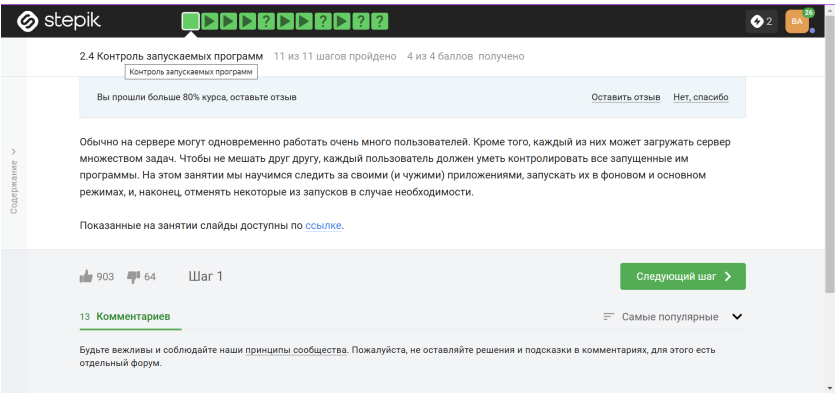 stepik
2
BA
26
2.4 Контроль запускаемых программ 11 из 11 шагов пройдено 4 из 4 баллов получено
Контроль запускаемых программ
Вы прошли больше 80% курса, оставьте отзыв Оставить отзыв Нет, спасибо
Содержание
Обычно на сервере могут одновременно работать очень много пользователей. Кроме того, каждый из них может загружать сервер
множеством задач. Чтобы не мешать друг другу, каждый пользователь должен уметь контролировать все запущенные им
программы. На этом занятии мы научимся следить за своими (и чужими) приложениями, запускать их в фоновом и основном
режимах, и, наконец, отменять некоторые из запусков в случае необходимости.
Показанные на занятии слайды доступны по ссылке.
903 64 Шаг 1 Следующий шаг
13 Комментариев Самые популярные
Будьте вежливы и соблюдайте наши принципы сообщества. Пожалуйста, не оставляйте решения и подсказки в комментариях, для этого есть
отдельный форум.